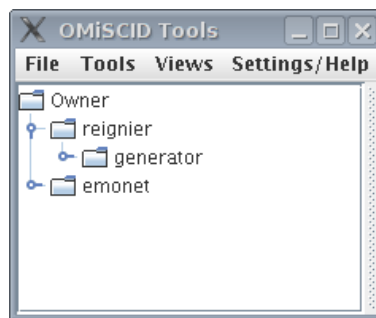 OMiSCID Tools
File Tools Views Settings/Help
Owner
reignier
generator
emonet